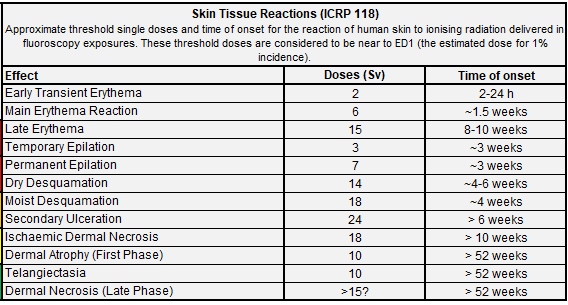 Skin Tissue Reactions (ICRP 118)
Approximate threshold single doses and time of onset for the reaction of human skin to ionising radiation delivered in
fluoroscopy exposures. These threshold doses are considered to be near to ED1 (the estimated dose for 1%
incidence).
Effect Doses (Sv) Time of onset
Early Transient Erythema 2 2-24 h
Main Erythema Reaction 6 ~1.5 weeks
Late Erythema 15 8-10 weeks
Temporary Epilation 3 ~3 weeks
Permanent Epilation 7 ~3 weeks
Dry Desquamation 14 ~4-6 weeks
Moist Desquamation 18 ~4 weeks
Secondary Ulceration 24 > 6 weeks
Ischaemic Dermal Necrosis 18 > 10 weeks
Dermal Atrophy (First Phase) 10 > 52 weeks
Telangiectasia 10 > 52 weeks
Dermal Necrosis (Late Phase) >15? > 52 weeks